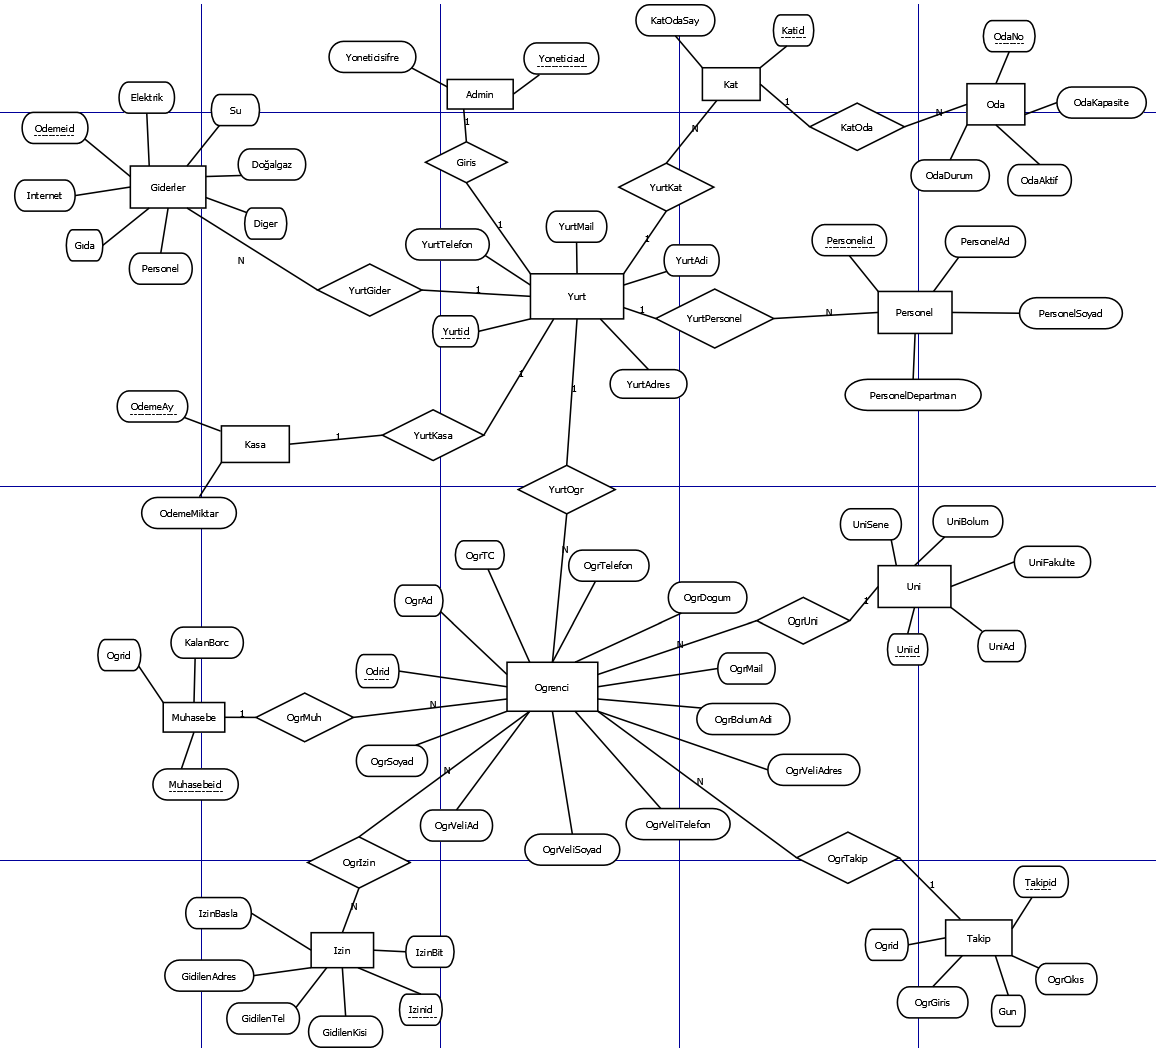 KatOdaSay
Katid
OdaNo
Yoneticisifre
Yoneticiad
Kat
Admin
Elektrik
Su
Oda
OdaKapasite
1
N
1
Odemeid
N
KatOda
Giris
Doğalgaz
OdaDurum
OdaAktif
Giderler
YurtKat
Internet
Diger
1
YurtMail
1
Gıda
YurtTelefon
Personelid
PersonelAd
Personel
N
YurtAdi
YurtGider
1
Yurt
1
YurtPersonel
N
Personel
PersonelSoyad
Yurtid
1
1
YurtAdres
PersonelDepartman
OdemeAy
Kasa
1
YurtKasa
YurtOgr
OdemeMiktar
UniSene
UniBolum
N
OgrTC
OgrTelefon
UniFakulte
Uni
OgrAd
OgrDogum
1
OgrUni
KalanBorc
N
Uniid
UniAd
Ogrid
Odrid
OgrMail
Ogrenci
Muhasebe
1
OgrMuh
N
OgrBolumAdi
OgrSoyad
N
N
OgrVeliAdres
Muhasebeid
OgrVeliAd
OgrVeliTelefon
OgrVeliSoyad
OgrIzin
OgrTakip
1
Takipid
N
IzinBasla
Izin
IzinBit
Ogrid
Takip
GidilenAdres
OgrCikis
OgrGiris
Izinid
Gun
GidilenTel
GidilenKisi